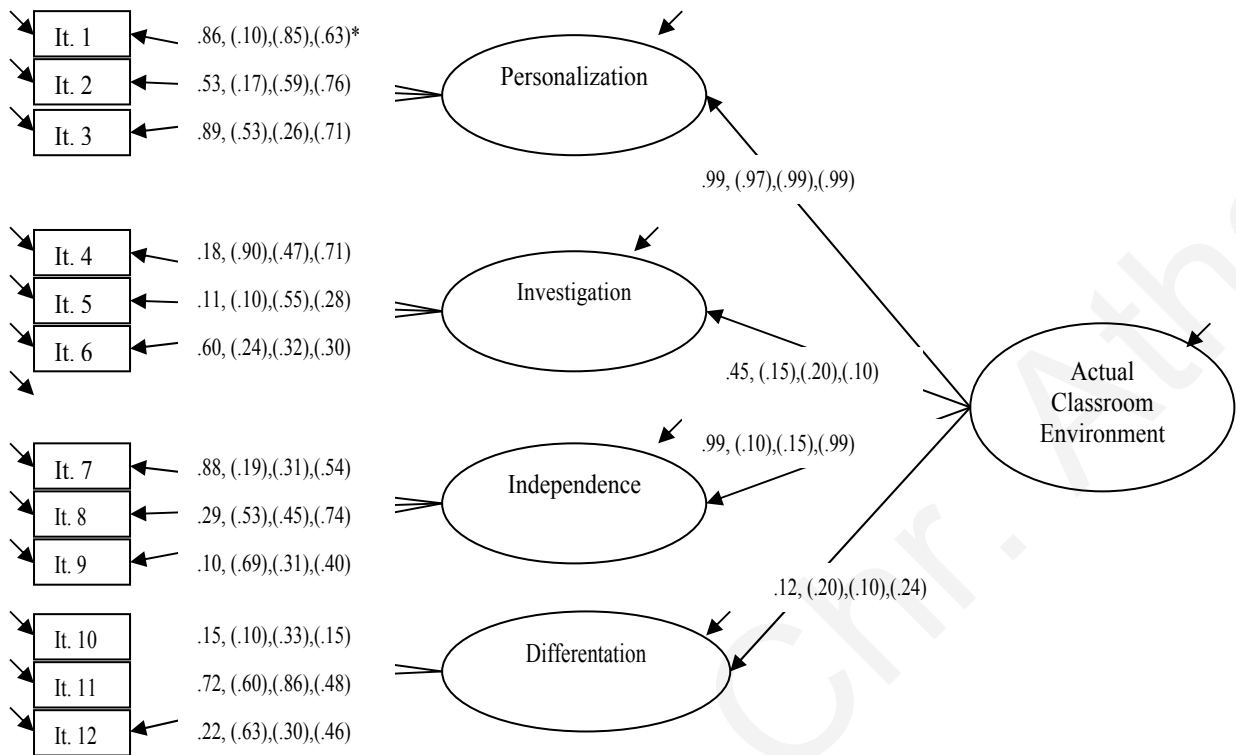 It. 1 .86, (.10),(.85),(.63)*
It. 2 .53, (.17),(.59),(.76)
It. 3 .89, (.53),(.26),(.71)
Personalization
.99, (.97),(.99),(.99)
It. 4 .18, (.90),(.47),(.71)
It. 5 .11, (.10),(.55),(.28)
It. 6 .60, (.24),(.32),(.30)
Investigation
.45, (.15),(.20),(.10)
Actual
Classroom
Environment
It. 7 .88, (.19),(.31),(.54)
It. 8 .29, (.53),(.45),(.74)
It. 9 .10, (.69),(.31),(.40)
Independence
.99, (.10),(.15),(.99)
.12, (.20),(.10),(.24)
It. 10 .15, (.10),(.33),(.15)
It. 11 .72, (.60),(.86),(.48)
It. 12 .22, (.63),(.30),(.46)
Differentation
Chr.